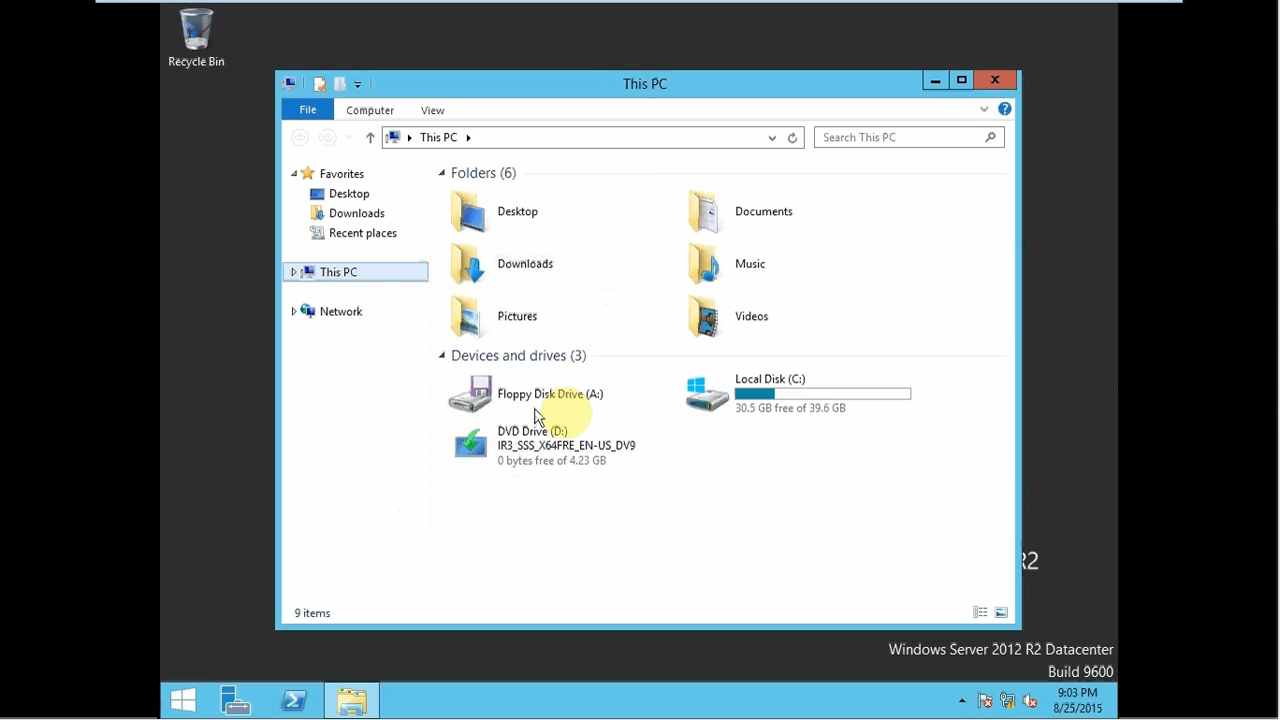 Recycle Bin
This PC
File
Computer
View
This PC
Search This PC
Favorites
Desktop
Downloads
Recent places
This PC
Network
Folders (6)
Desktop
Documents
Downloads
Music
Pictures
Videos
Devices and drives (3)
Floppy Disk Drive (A:)
Local Disk (C:)
30.5 GB free of 39.6 GB
DVD Drive (D:)
IR3_SSS_X64FRE_EN-US_DV9
0 bytes free of 4.23 GB
9 items
R2
Windows Server 2012 R2 Datacenter
Build 9600
9:03 PM
8/25/2015